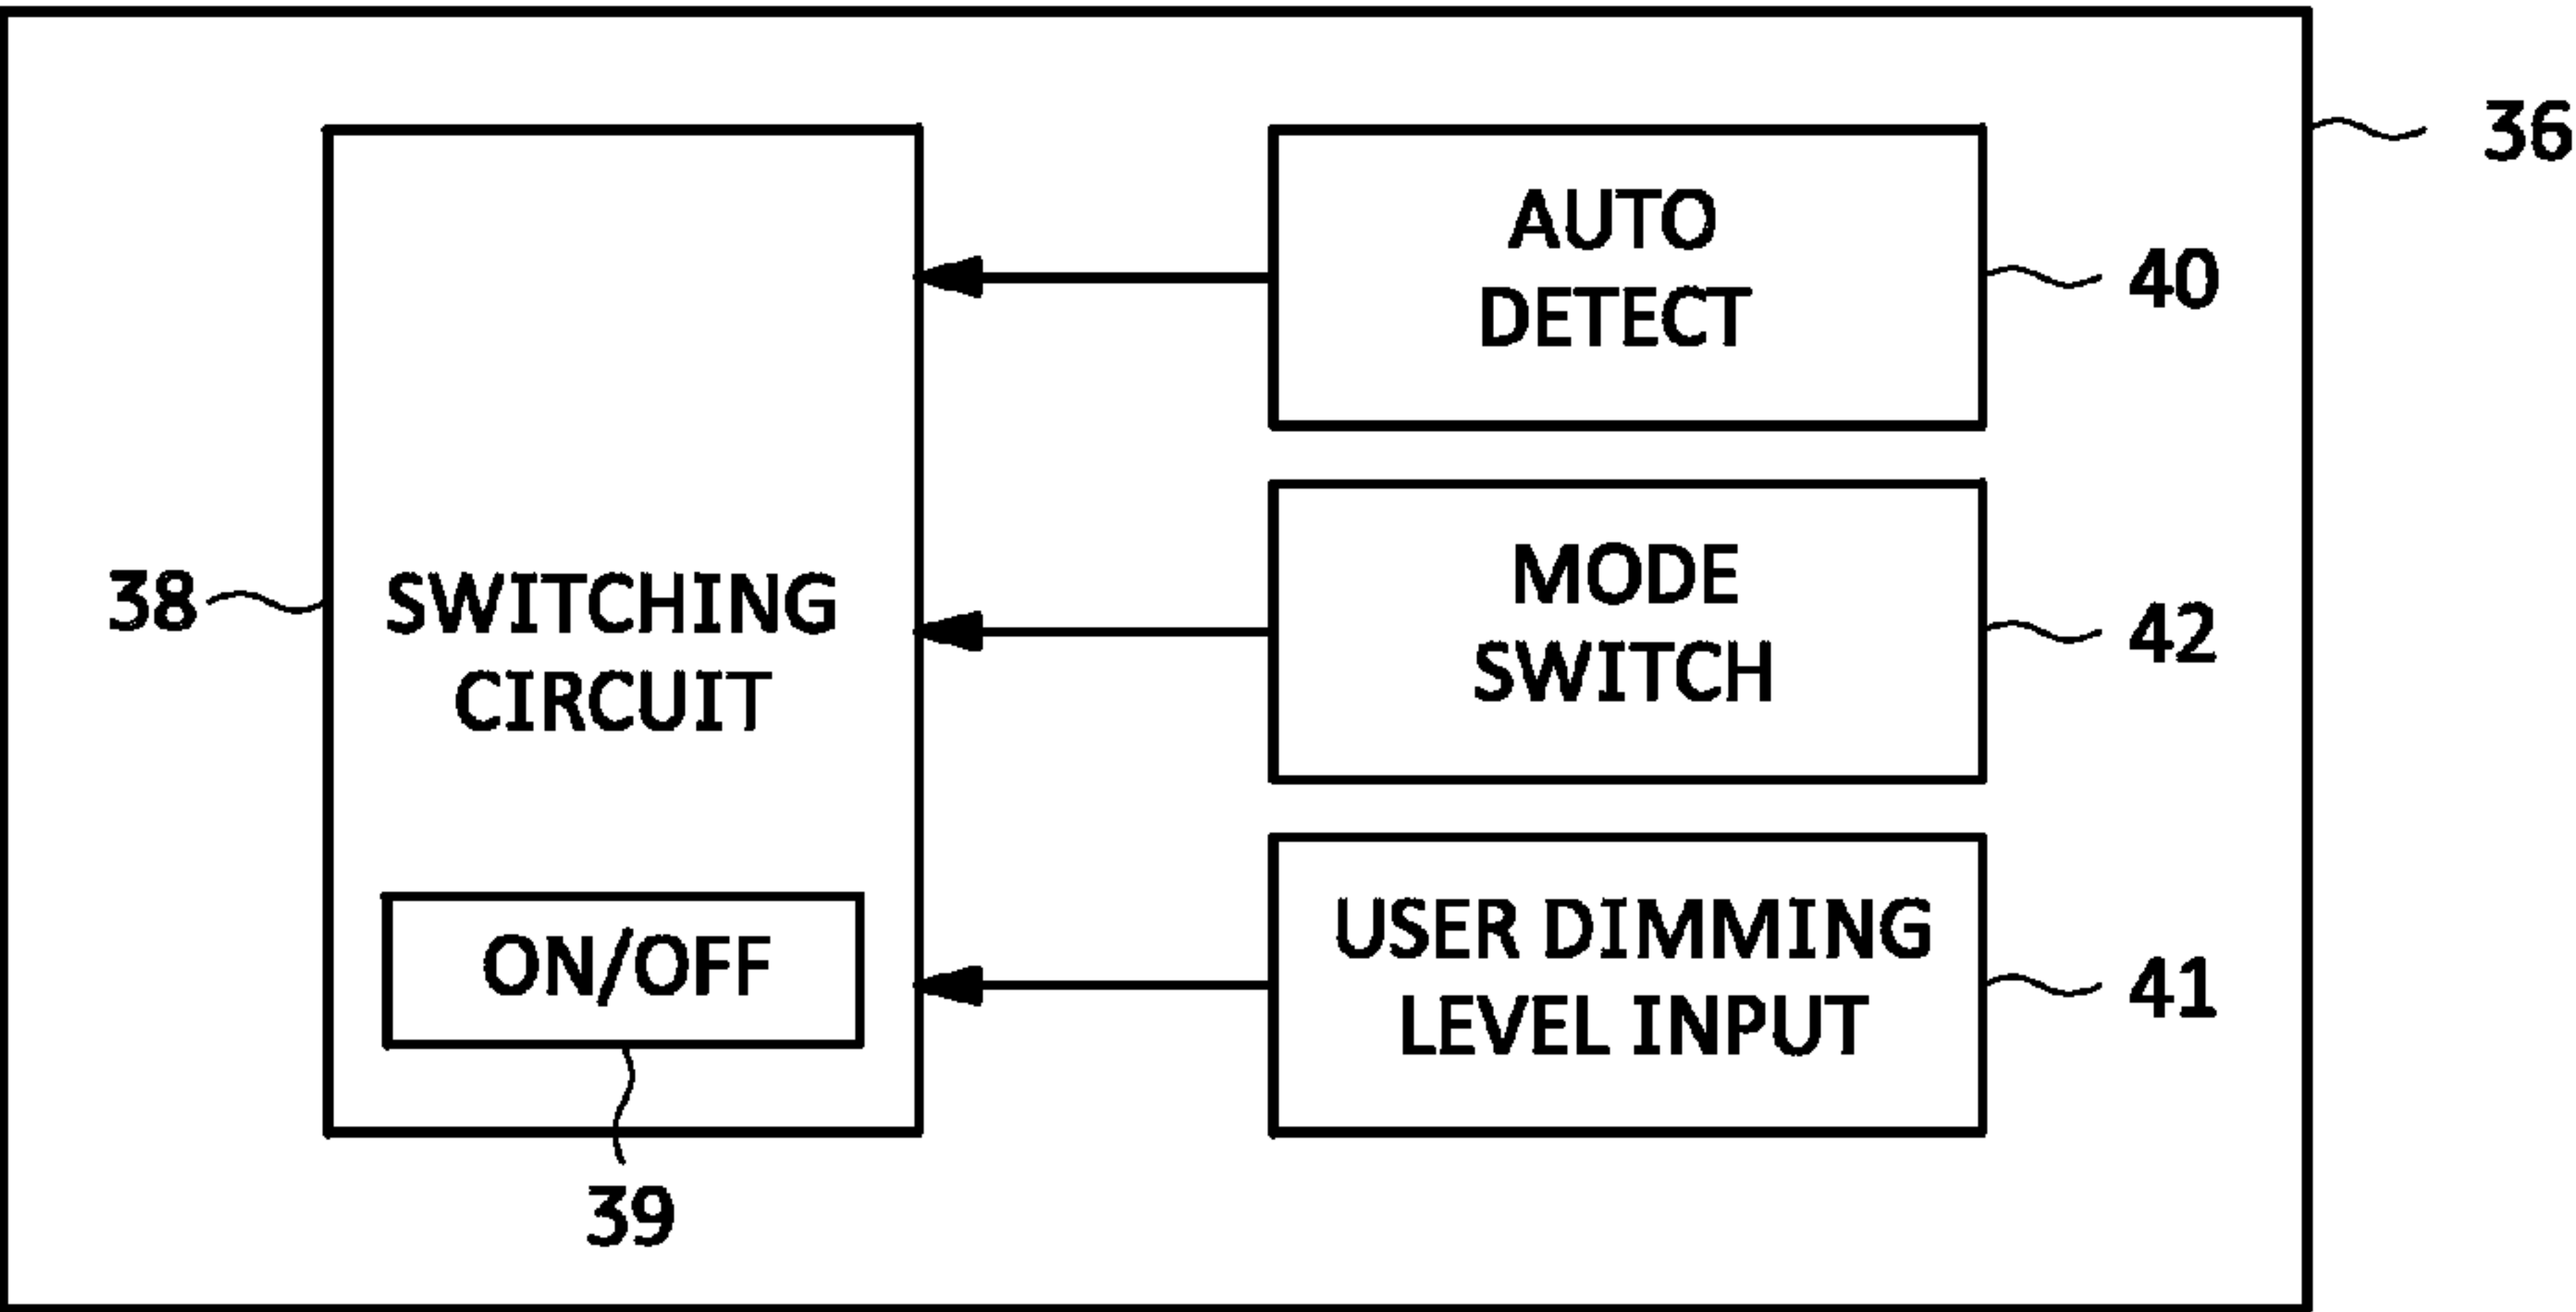 36
AUTO
DETECT
40
38
SWITCHING
CIRCUIT
MODE
SWITCH
42
ON/OFF
39
USER DIMMING
LEVEL INPUT
41